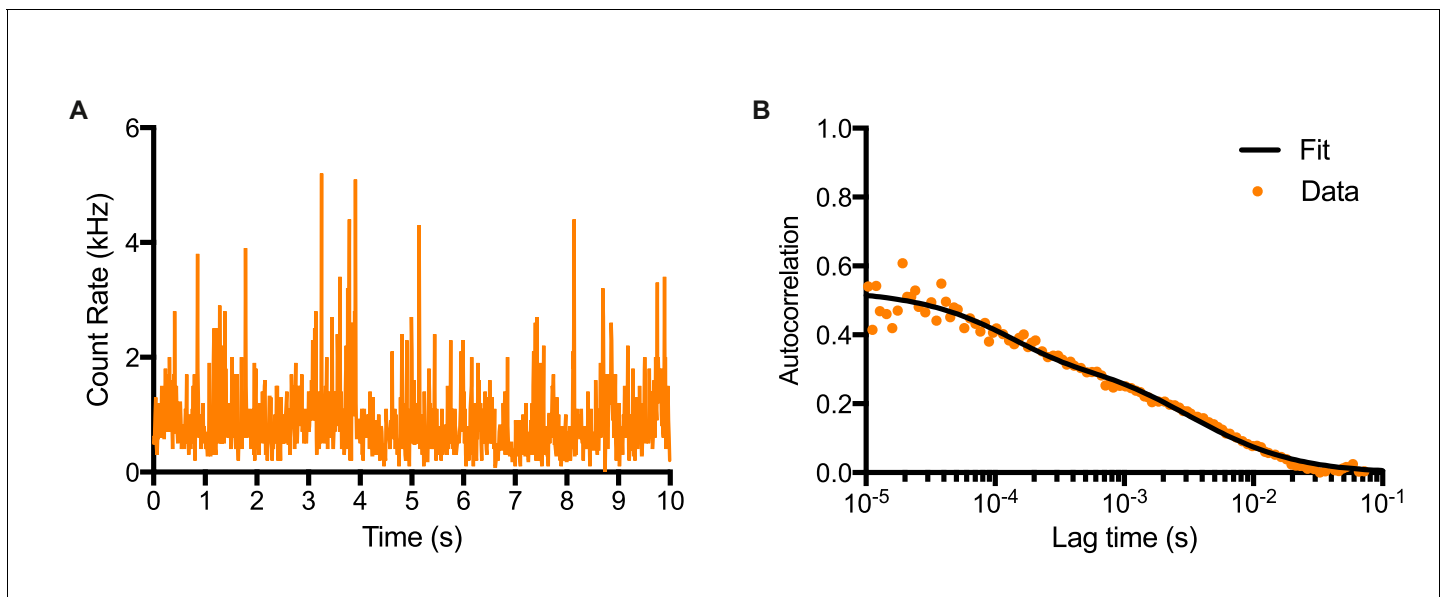 A
6
4
2
0
Count Rate (kHz)
0 1 2 3 4 5 6 7 8 9 10
Time (s)
B
1.0
0.8
0.6
0.4
0.2
0.0
Autocorrelation
Fit
Data
10⁻⁵ 10⁻⁴ 10⁻³ 10⁻² 10⁻¹
Lag time (s)